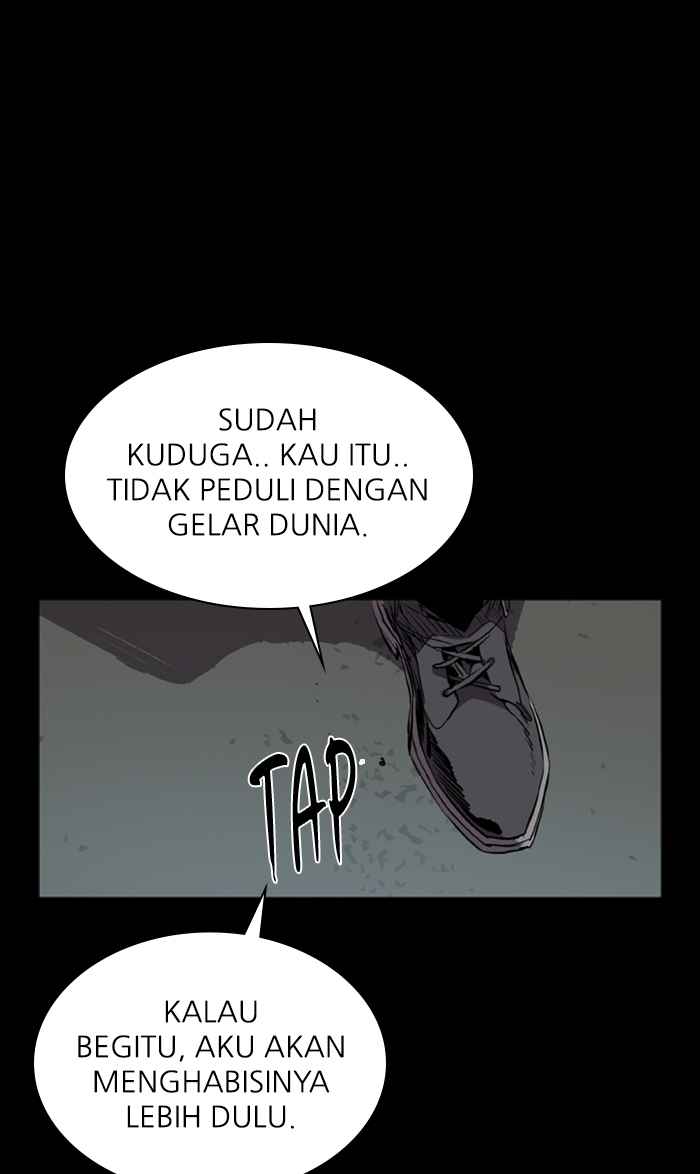 SUDAH
KUDUGA.. KAU ITU..
TIDAK PEDULI DENGAN
GELAR DUNIA.
TAP
KALAU
BEGITU, AKU AKAN
MENGHABISINYA
LEBIH DULU.